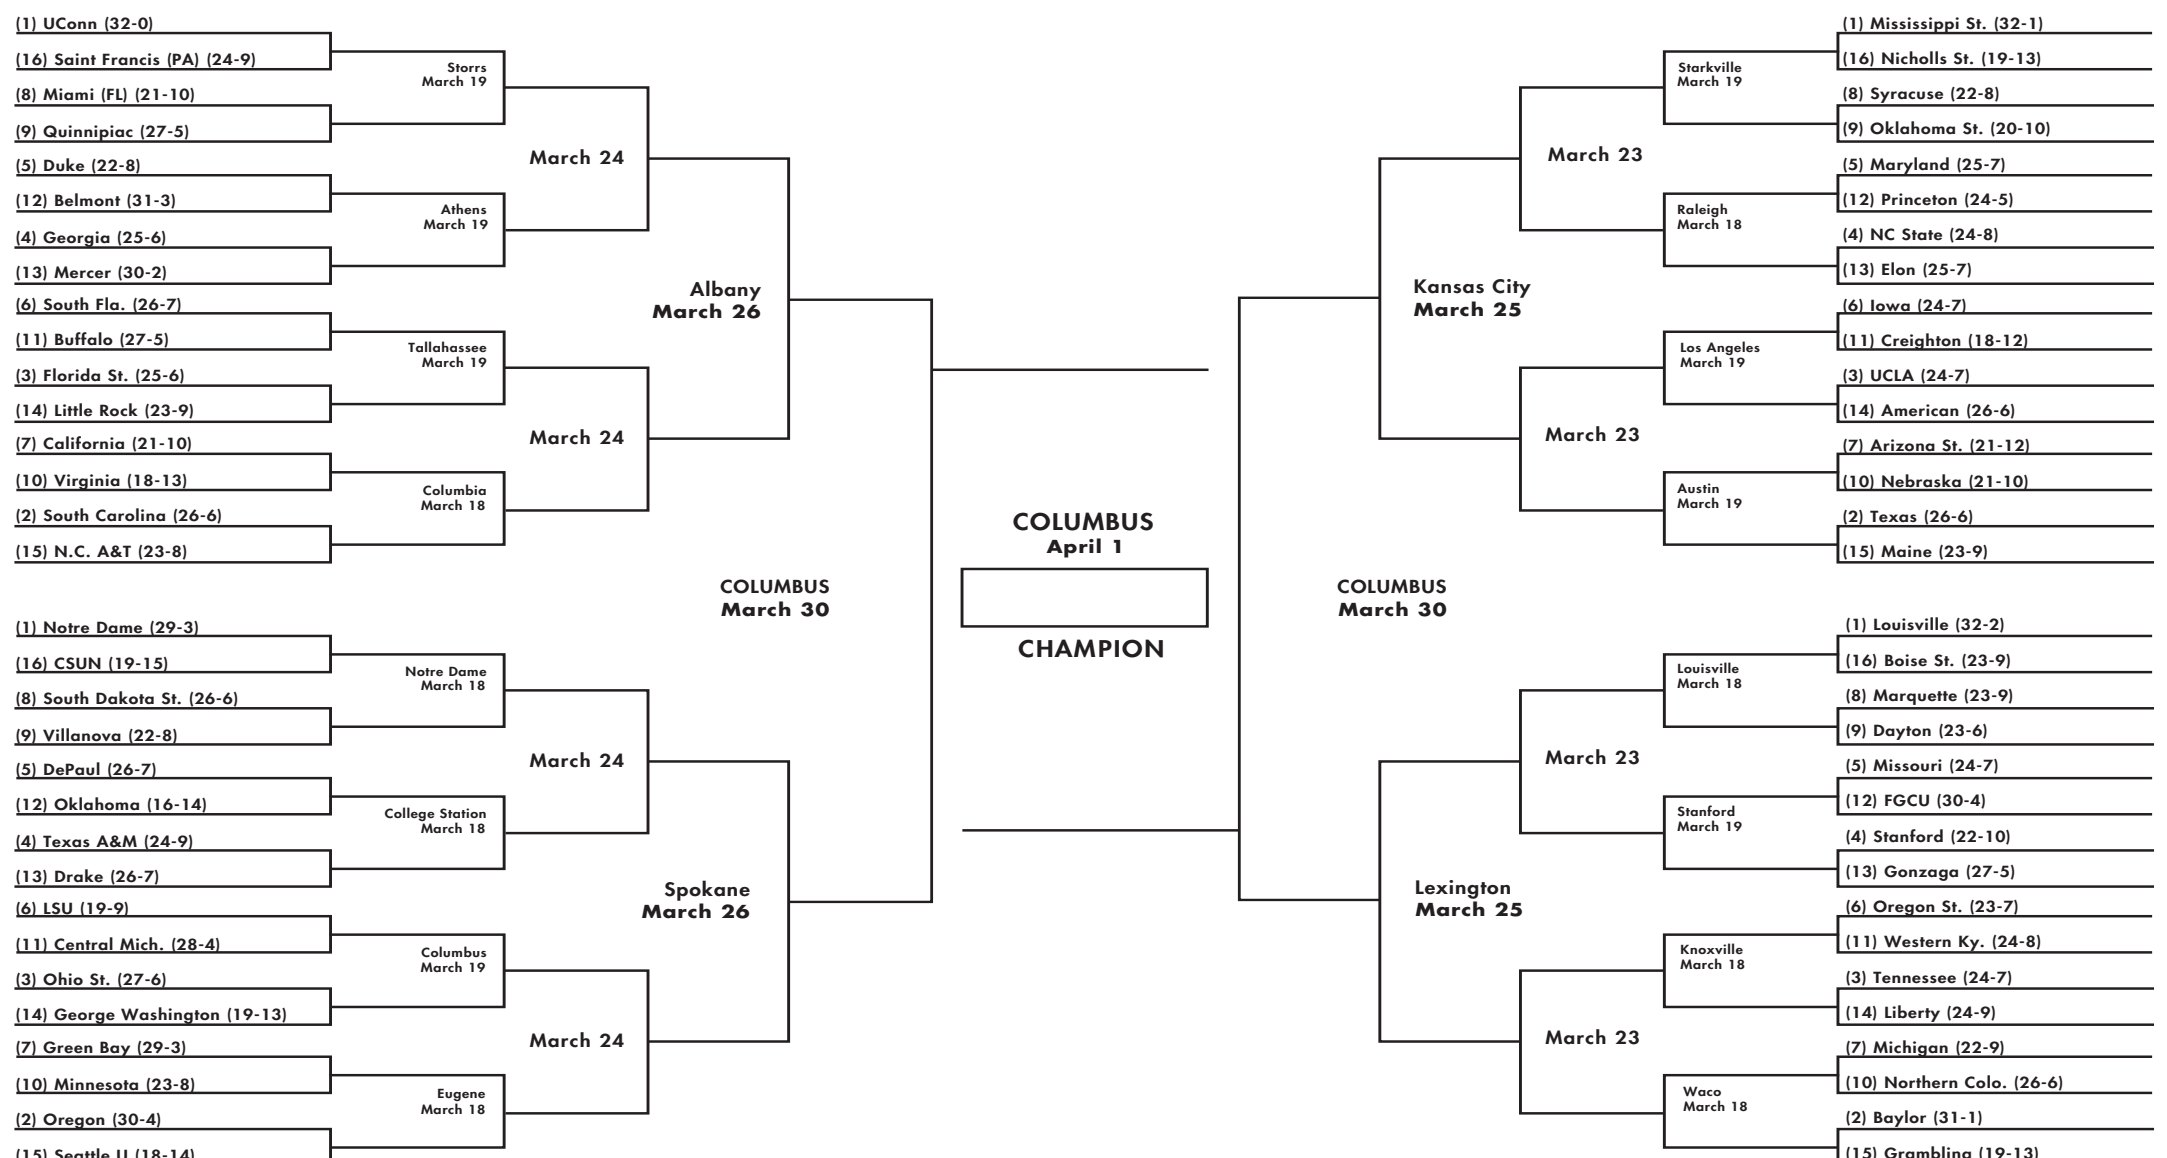 (1) UConn (32-0)
(16) Saint Francis (PA) (24-9)
(8) Miami (FL) (21-10)
(9) Quinnipiac (27-5)
(5) Duke (22-8)
(12) Belmont (31-3)
(4) Georgia (25-6)
(13) Mercer (30-2)
(6) South Fla. (26-7)
(11) Buffalo (27-5)
(3) Florida St. (25-6)
(14) Little Rock (23-9)
(7) California (21-10)
(10) Virginia (18-13)
(2) South Carolina (26-6)
(15) N.C. A&T (23-8)
Storrs
March 19
Athens
March 19
Tallahassee
March 19
Columbia
March 18
March 24
March 24
Albany
March 26
(1) Notre Dame (29-3)
(16) CSUN (19-15)
(8) South Dakota St. (26-6)
(9) Villanova (22-8)
(5) DePaul (26-7)
(12) Oklahoma (16-14)
(4) Texas A&M (24-9)
(13) Drake (26-7)
(6) LSU (19-9)
(11) Central Mich. (28-4)
(3) Ohio St. (27-6)
(14) George Washington (19-13)
(7) Green Bay (29-3)
(10) Minnesota (23-8)
(2) Oregon (30-4)
(15) Seattle U (18-14)
Notre Dame
March 18
College Station
March 18
Columbus
March 19
Eugene
March 18
March 24
March 24
Spokane
March 26
COLUMBUS
March 30
COLUMBUS
April 1
CHAMPION
COLUMBUS
March 30
Kansas City
March 25
March 23
March 23
Starkville
March 19
Raleigh
March 18
Los Angeles
March 19
Austin
March 19
(1) Mississippi St. (32-1)
(16) Nicholls St. (19-13)
(8) Syracuse (22-8)
(9) Oklahoma St. (20-10)
(5) Maryland (25-7)
(12) Princeton (24-5)
(4) NC State (24-8)
(13) Elon (25-7)
(6) Iowa (24-7)
(11) Creighton (18-12)
(3) UCLA (24-7)
(14) American (26-6)
(7) Arizona St. (21-12)
(10) Nebraska (21-10)
(2) Texas (26-6)
(15) Maine (23-9)
Lexington
March 25
March 23
March 23
Louisville
March 18
Stanford
March 19
Knoxville
March 18
Waco
March 18
(1) Louisville (32-2)
(16) Boise St. (23-9)
(8) Marquette (23-9)
(9) Dayton (23-6)
(5) Missouri (24-7)
(12) FGCU (30-4)
(4) Stanford (22-10)
(13) Gonzaga (27-5)
(6) Oregon St. (23-7)
(11) Western Ky. (24-8)
(3) Tennessee (24-7)
(14) Liberty (24-9)
(7) Michigan (22-9)
(10) Northern Colo. (26-6)
(2) Baylor (31-1)
(15) Grambling (19-13)